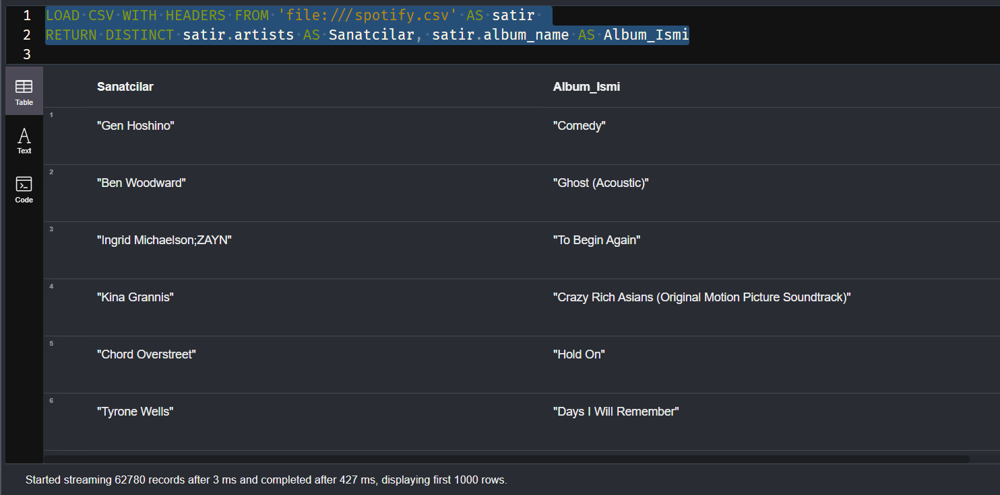 1 LOAD CSV WITH HEADERS FROM 'file:///spotify.csv' AS satir
2 RETURN DISTINCT satir.artists AS Sanatcilar, satir.album_name AS Album_Ismi
3
Table
Text
Code
Sanatcilar Album_Ismi
1 "Gen Hoshino" "Comedy"
2 "Ben Woodward" "Ghost (Acoustic)"
3 "Ingrid Michaelson;ZAYN" "To Begin Again"
4 "Kina Grannis" "Crazy Rich Asians (Original Motion Picture Soundtrack)"
5 "Chord Overstreet" "Hold On"
6 "Tyrone Wells" "Days I Will Remember"
Started streaming 62780 records after 3 ms and completed after 427 ms, displaying first 1000 rows.